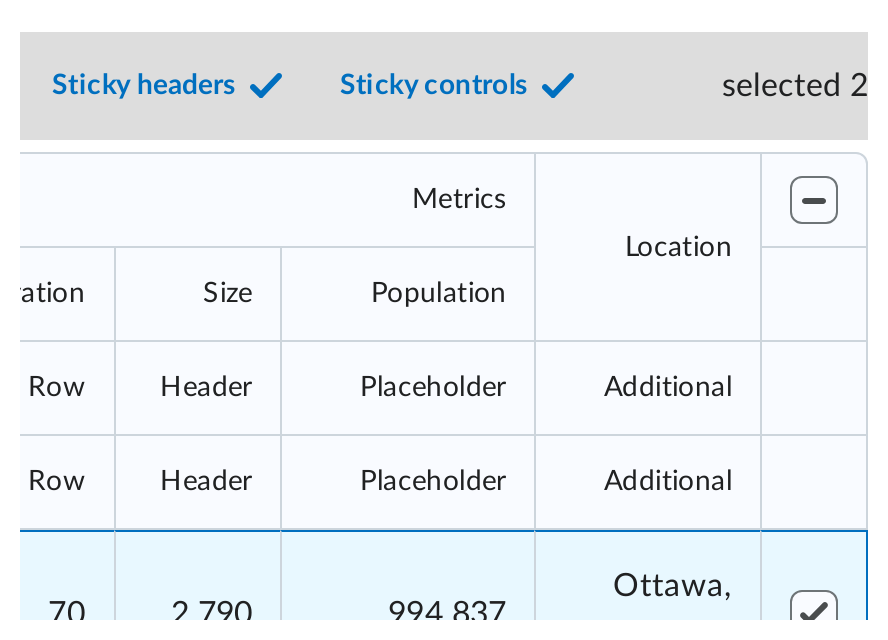 Sticky headers Sticky controls selected 2
Metrics
Location
Size Population
Row Header Placeholder Additional
Row Header Placeholder Additional
Ottawa,
70 2,790 994,837